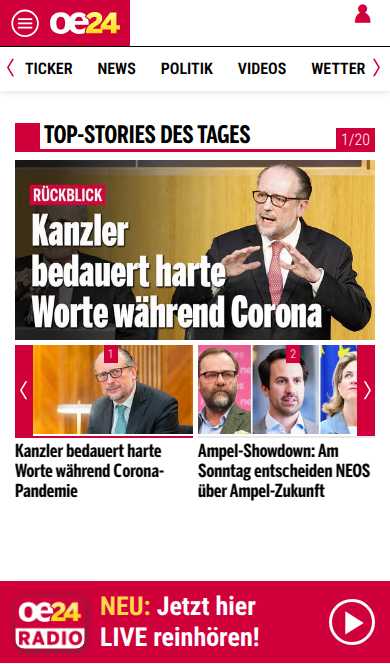 oe24
TICKER NEWS POLITIK VIDEOS WETTER
TOP-STORIES DES TAGES
1/20
RÜCKBLICK
Kanzler
bedauert harte
Worte während Corona
1
2
Kanzler bedauert harte
Worte während Corona-
Pandemie
Ampel-Showdown: Am
Sonntag entscheiden NEOS
über Ampel-Zukunft
oe24
RADIO
NEU: Jetzt hier
LIVE reinhören!